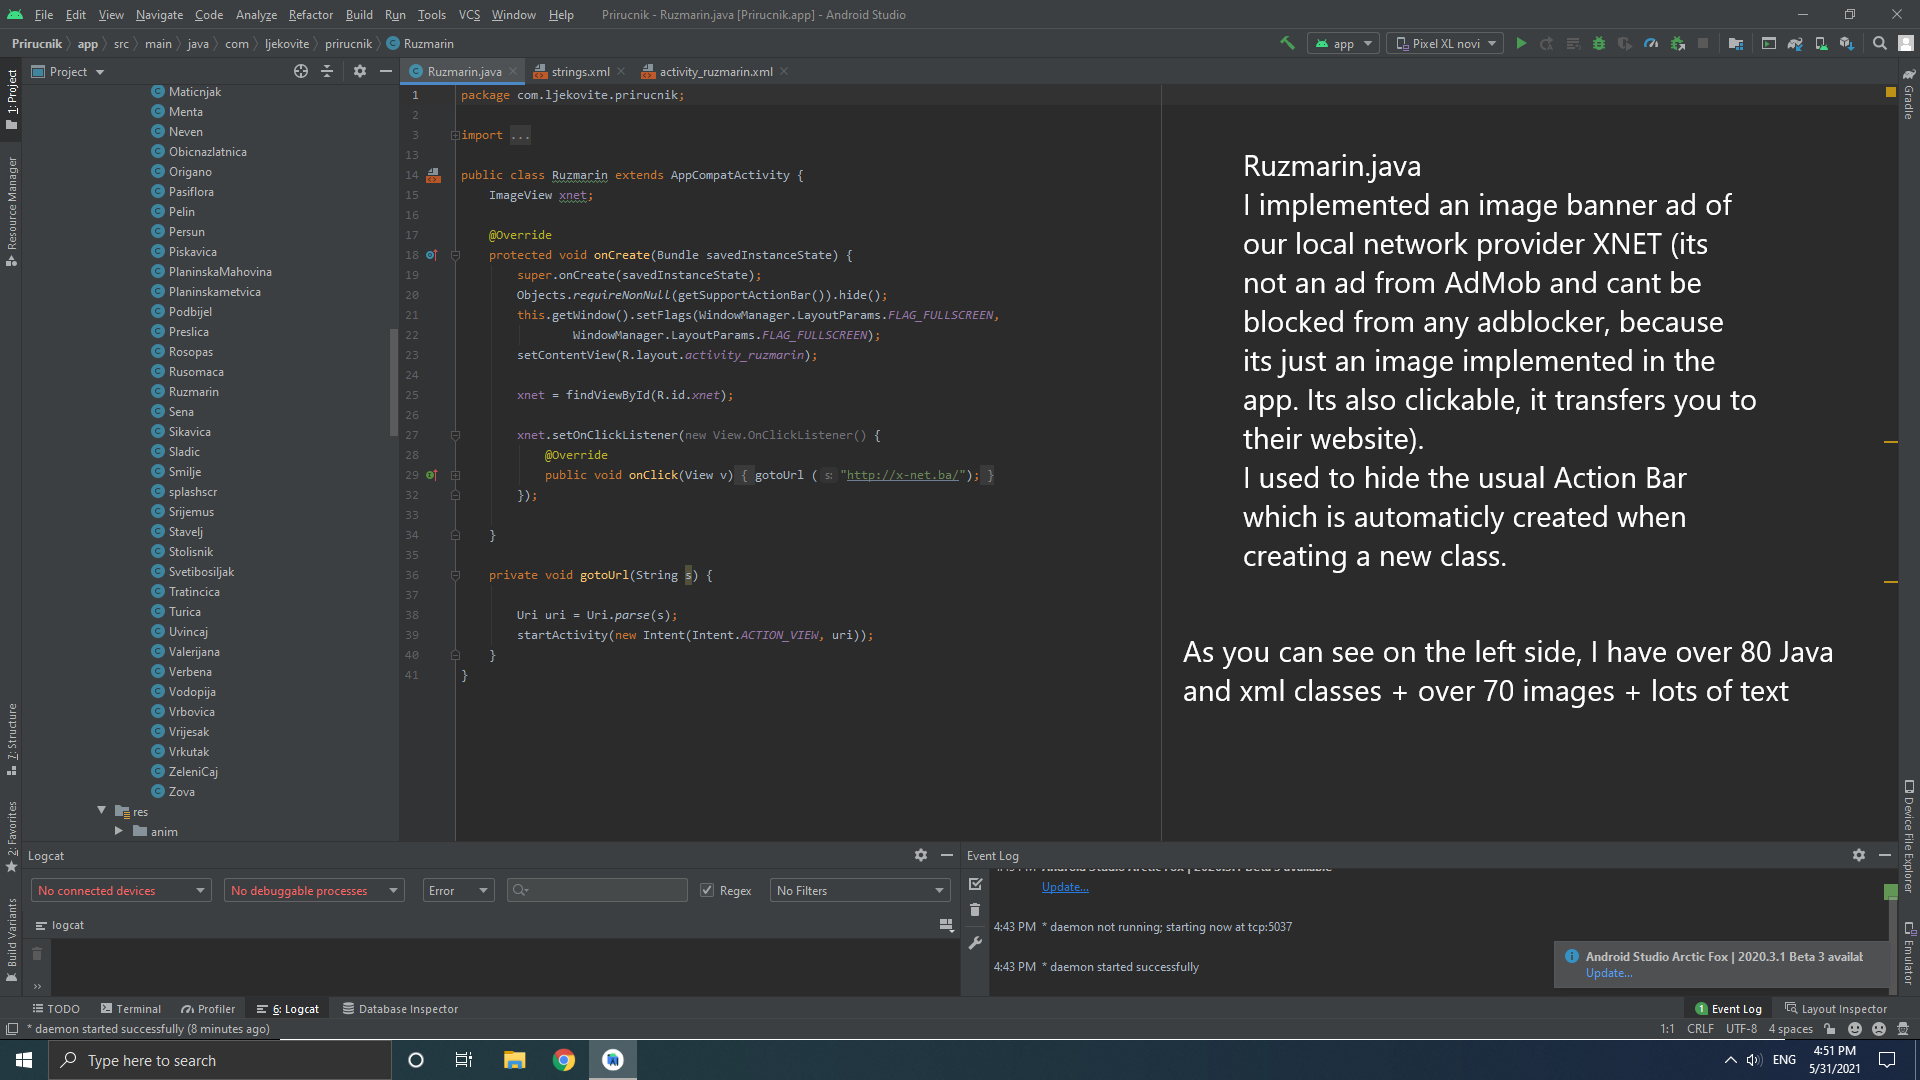 File Edit View Navigate Code Analyze Refactor Build Run Tools VCS Window Help Prirucnik - Ruzmarin.java [Prirucnik.app] - Android Studio
Prirucnik app src main java com ljekovite prirucnik Ruzmarin app Pixel XL novi
1: Project
Resource Manager
7: Structure
2: Favorites
Build Variants
Project
Maticnjak
Menta
Neven
Obicnazlatnica
Origano
Pasiflora
Pelin
Persun
Piskavica
PlaninskaMahovina
Planinskametvica
Podbijel
Preslica
Rosopas
Rusomaca
Ruzmarin
Sena
Sikavica
Sladic
Smilje
splashscr
Srijemus
Stavelj
Stolisnik
Svetibosiljak
Tratincica
Turica
Uvincaj
Valerijana
Verbena
Vodopija
Vrbovica
Vrijesak
Vrkutak
ZeleniCaj
Zova
res
anim
Ruzmarin.java strings.xml activity_ruzmarin.xml
1 package com.ljekovite.prirucnik;
2
3 import ...
13
14 public class Ruzmarin extends AppCompatActivity {
15 ImageView xnet;
16
17 @Override
18 protected void onCreate(Bundle savedInstanceState) {
19 super.onCreate(savedInstanceState);
20 Objects.requireNonNull(getSupportActionBar()).hide();
21 this.getWindow().setFlags(WindowManager.LayoutParams.FLAG_FULLSCREEN,
22 WindowManager.LayoutParams.FLAG_FULLSCREEN);
23 setContentView(R.layout.activity_ruzmarin);
24
25 xnet = findViewById(R.id.xnet);
26
27 xnet.setOnClickListener(new View.OnClickListener() {
28 @Override
29 public void onClick(View v) { gotoUrl ( s: "http://x-net.ba/"); }
32 });
33
34 }
35
36 private void gotoUrl(String s) {
37
38 Uri uri = Uri.parse(s);
39 startActivity(new Intent(Intent.ACTION_VIEW, uri));
40 }
41 }
Ruzmarin.java
I implemented an image banner ad of
our local network provider XNET (its
not an ad from AdMob and cant be
blocked from any adblocker, because
its just an image implemented in the
app. Its also clickable, it transfers you to
their website).
I used to hide the usual Action Bar
which is automaticly created when
creating a new class.
As you can see on the left side, I have over 80 Java
and xml classes + over 70 images + lots of text
Gradle
Device File Explorer
Emulator
Logcat
No connected devices No debuggable processes Error Regex No Filters
logcat
Event Log
4:43 PM Android Studio Arctic Fox | 2020.3.1 Beta 3 available
Update...
4:43 PM * daemon not running; starting now at tcp:5037
4:43 PM * daemon started successfully
Android Studio Arctic Fox | 2020.3.1 Beta 3 availab
Update...
TODO Terminal Profiler 6: Logcat Database Inspector 1 Event Log Layout Inspector
* daemon started successfully (8 minutes ago) 1:1 CRLF UTF-8 4 spaces
Type here to search ENG 4:51 PM
5/31/2021